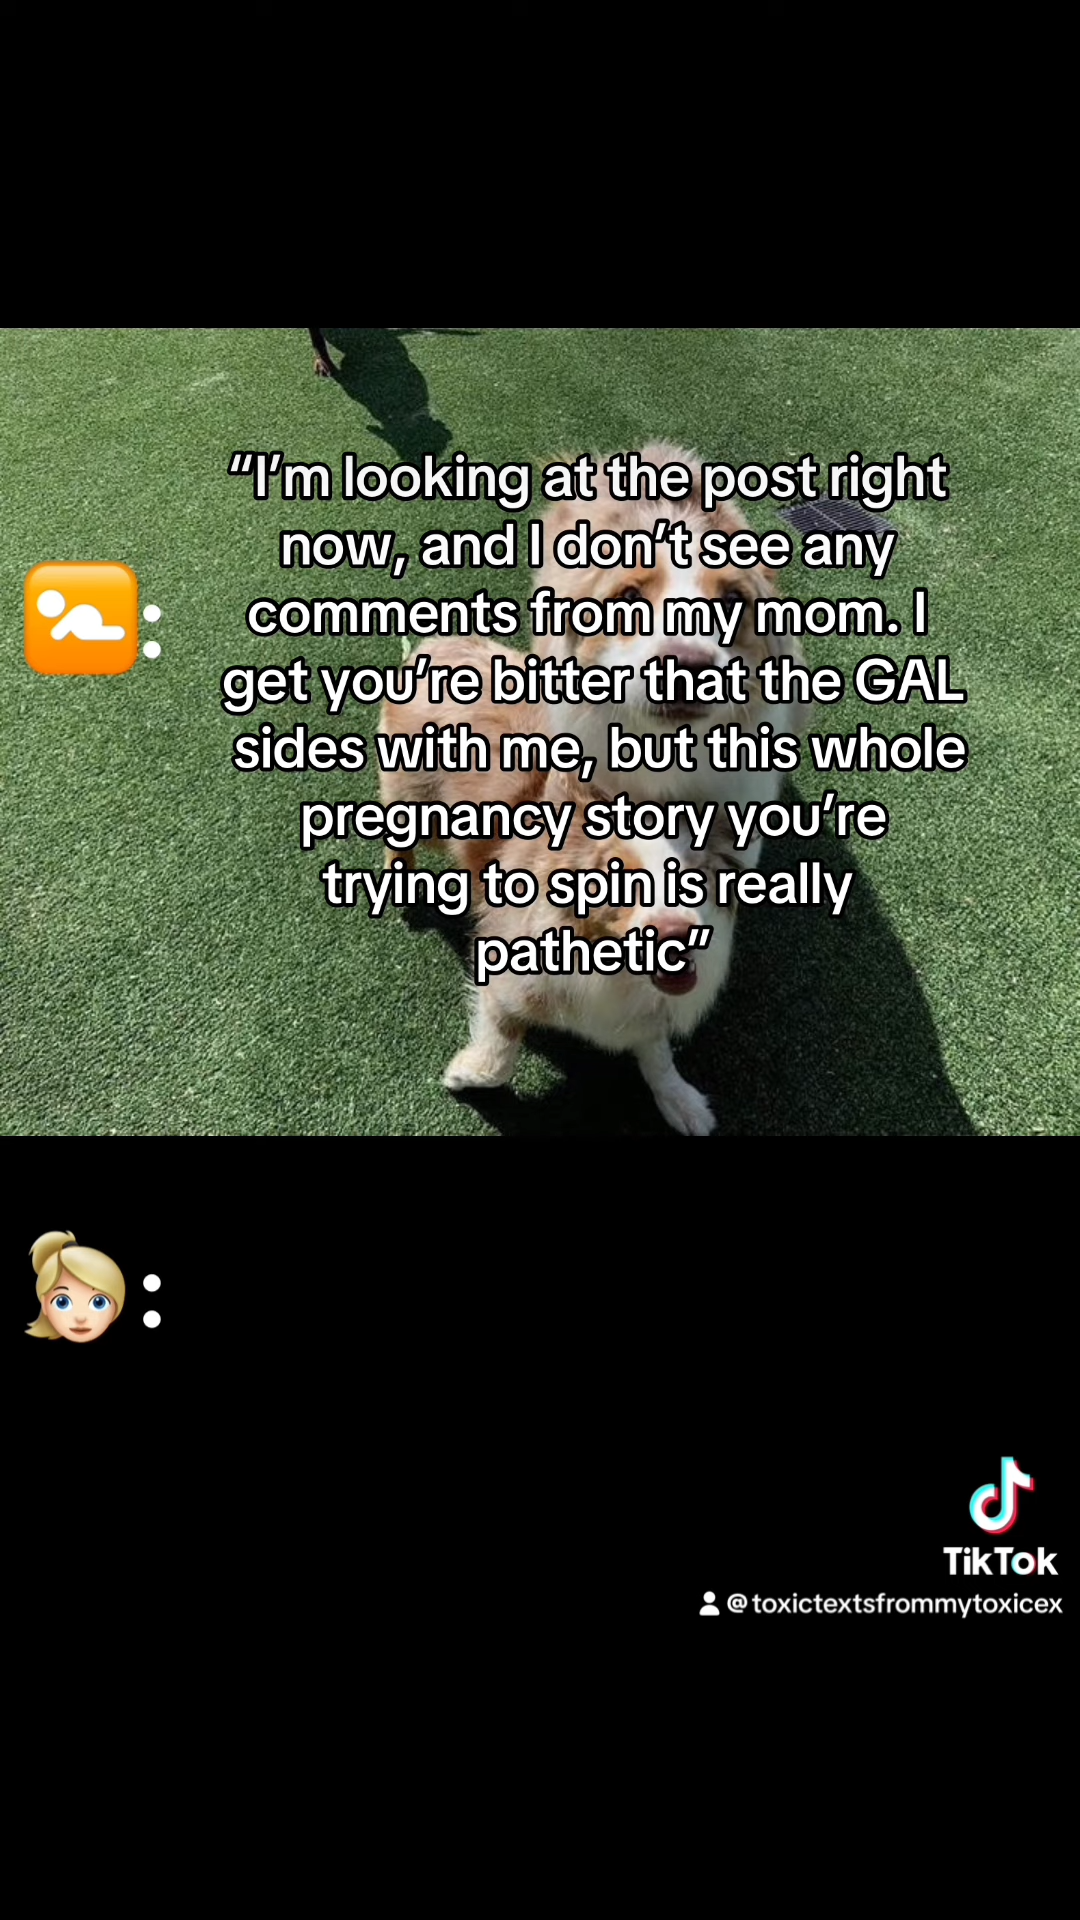 “I’m looking at the post right
now, and I don’t see any
comments from my mom. I
get you’re bitter that the GAL
sides with me, but this whole
pregnancy story you’re
trying to spin is really
pathetic”
:
:
TikTok
@toxictextsfrommytoxicex